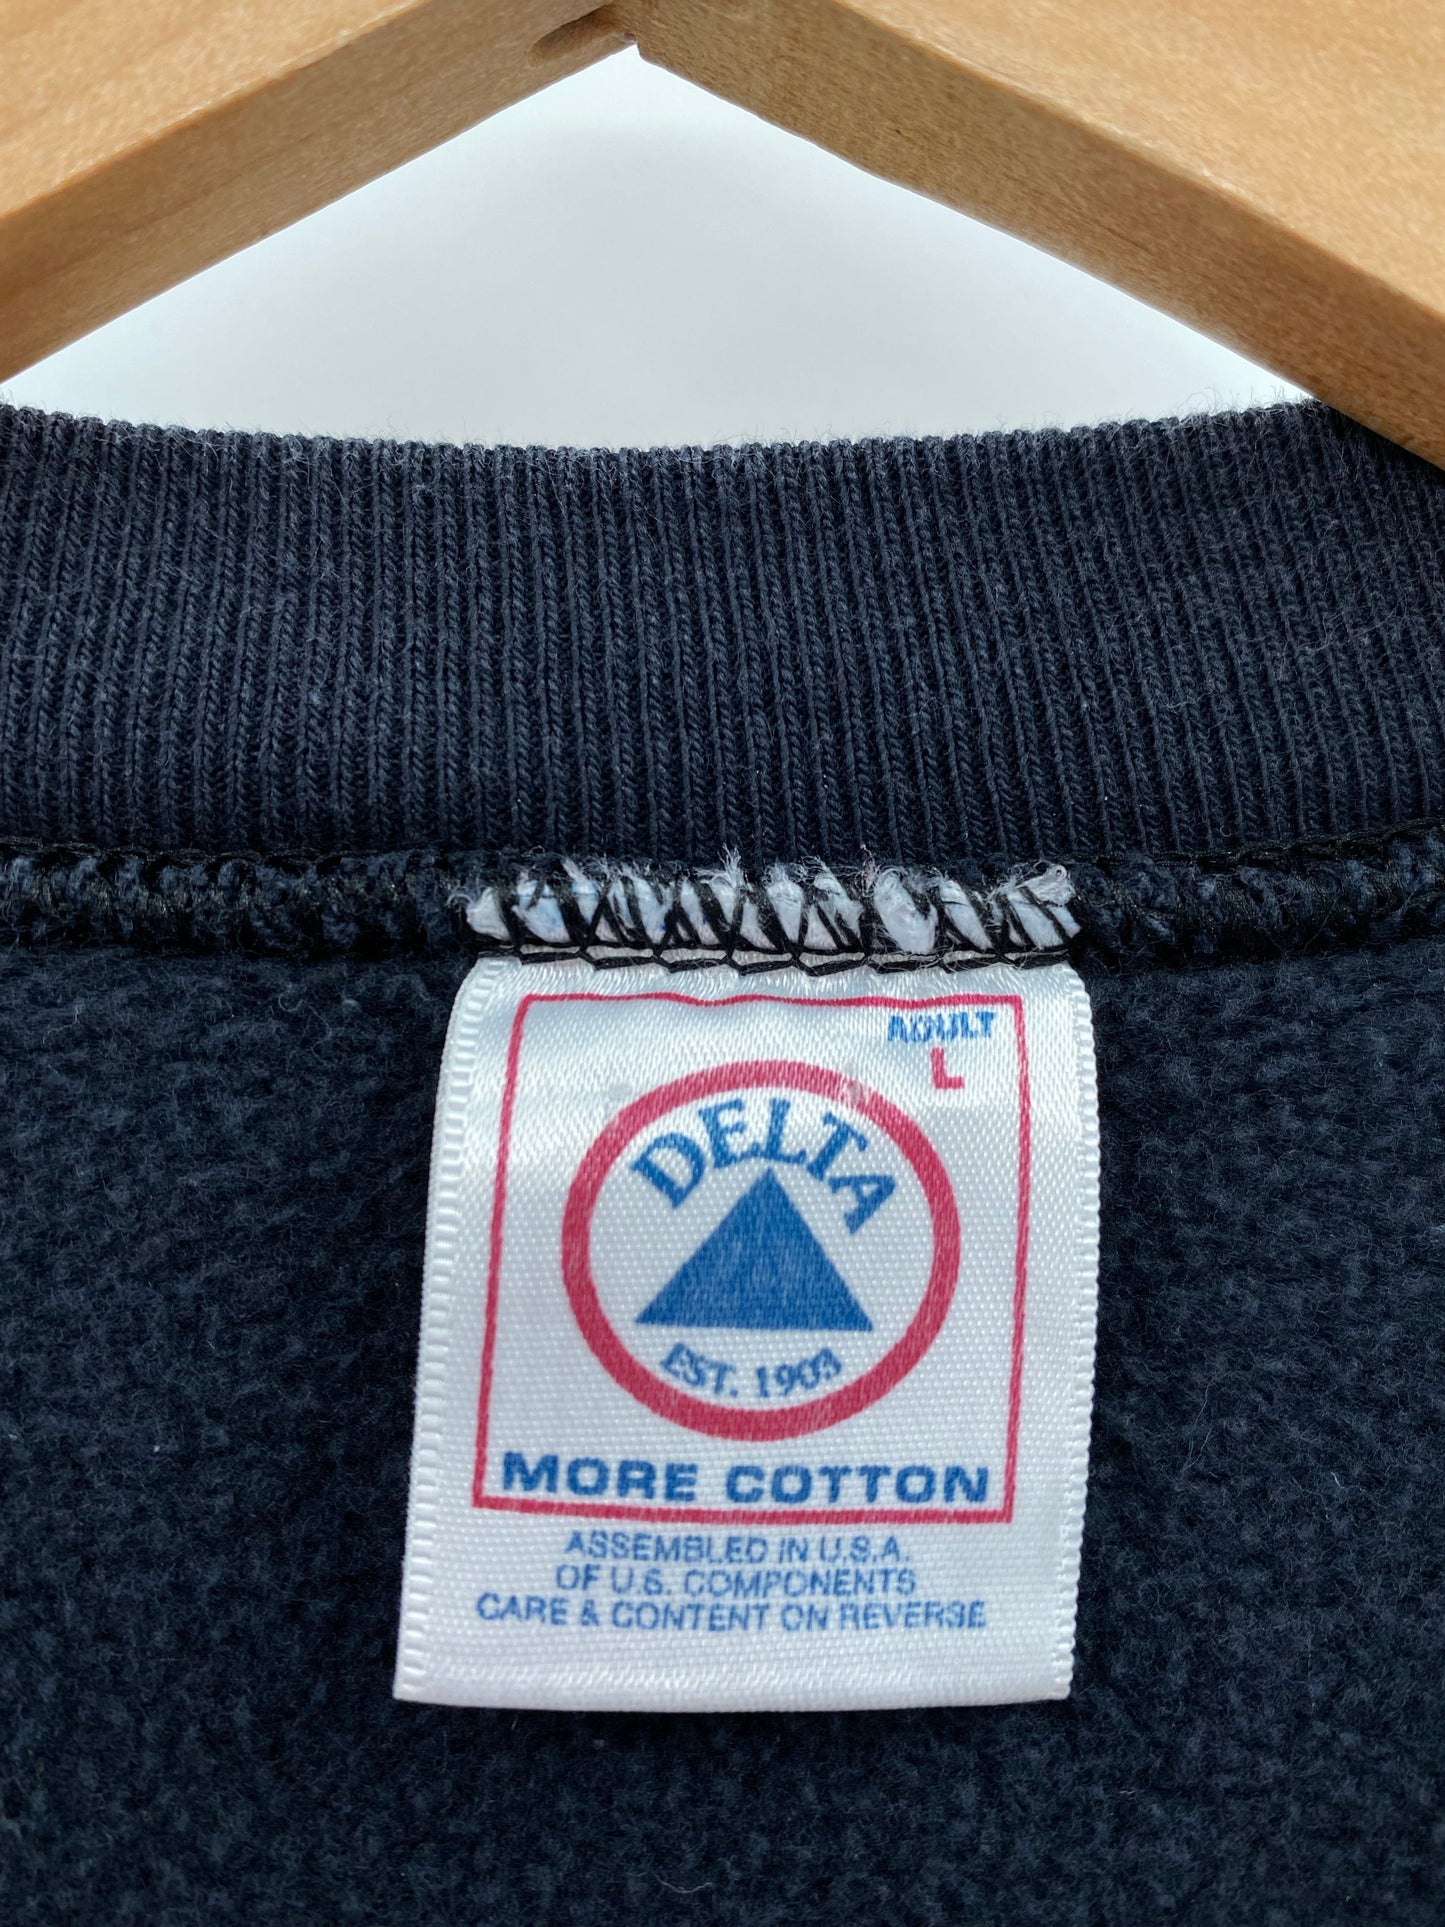 ADULT
L
DELTA
EST. 1903
MORE COTTON
ASSEMBLED IN U.S.A.
OF U.S. COMPONENTS
CARE & CONTENT ON REVERSE